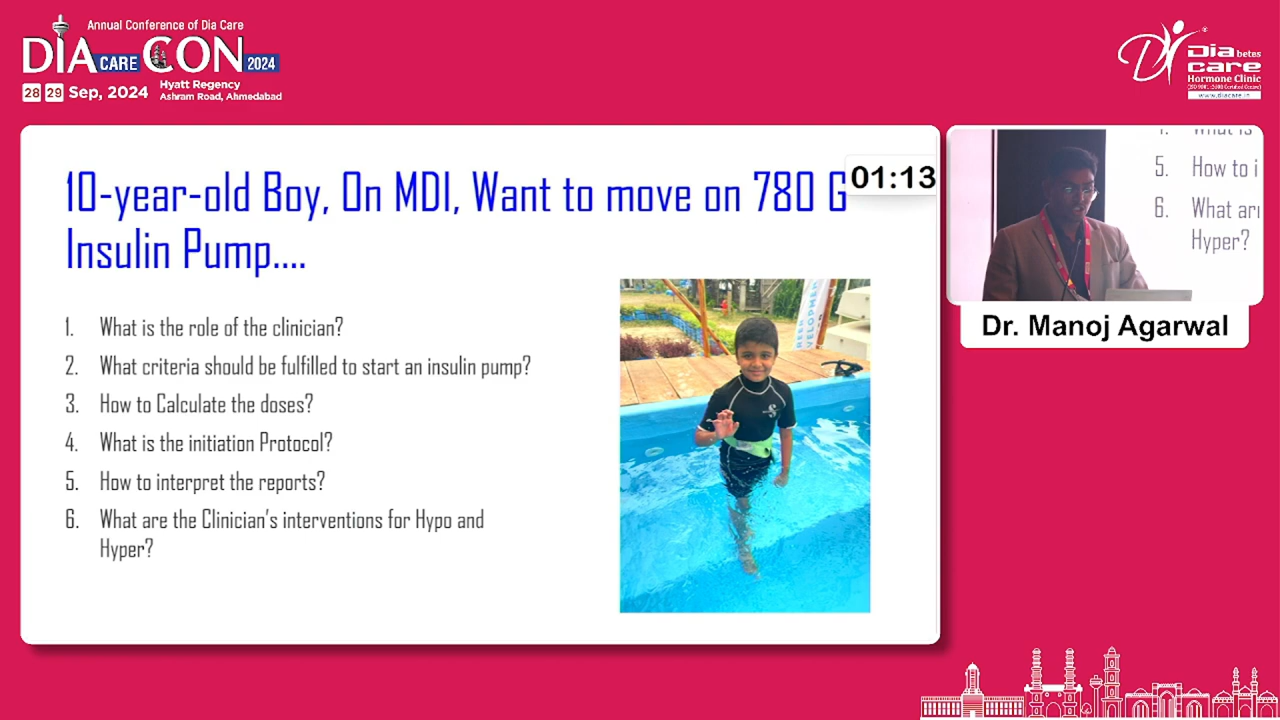 Annual Conference of Dia Care
DIA CARE CON 2024
28 29 Sep, 2024
Hyatt Regency
Ashram Road, Ahmedabad
Diabetes
care
Hormone Clinic
www.diacare.in
10-year-old Boy, On MDI, Want to move on 780 G
Insulin Pump....
01:13
1. What is the role of the clinician?
2. What criteria should be fulfilled to start an insulin pump?
3. How to Calculate the doses?
4. What is the initiation Protocol?
5. How to interpret the reports?
6. What are the Clinician's interventions for Hypo and
Hyper?
5. How to i
6. What ar
Hyper?
Dr. Manoj Agarwal